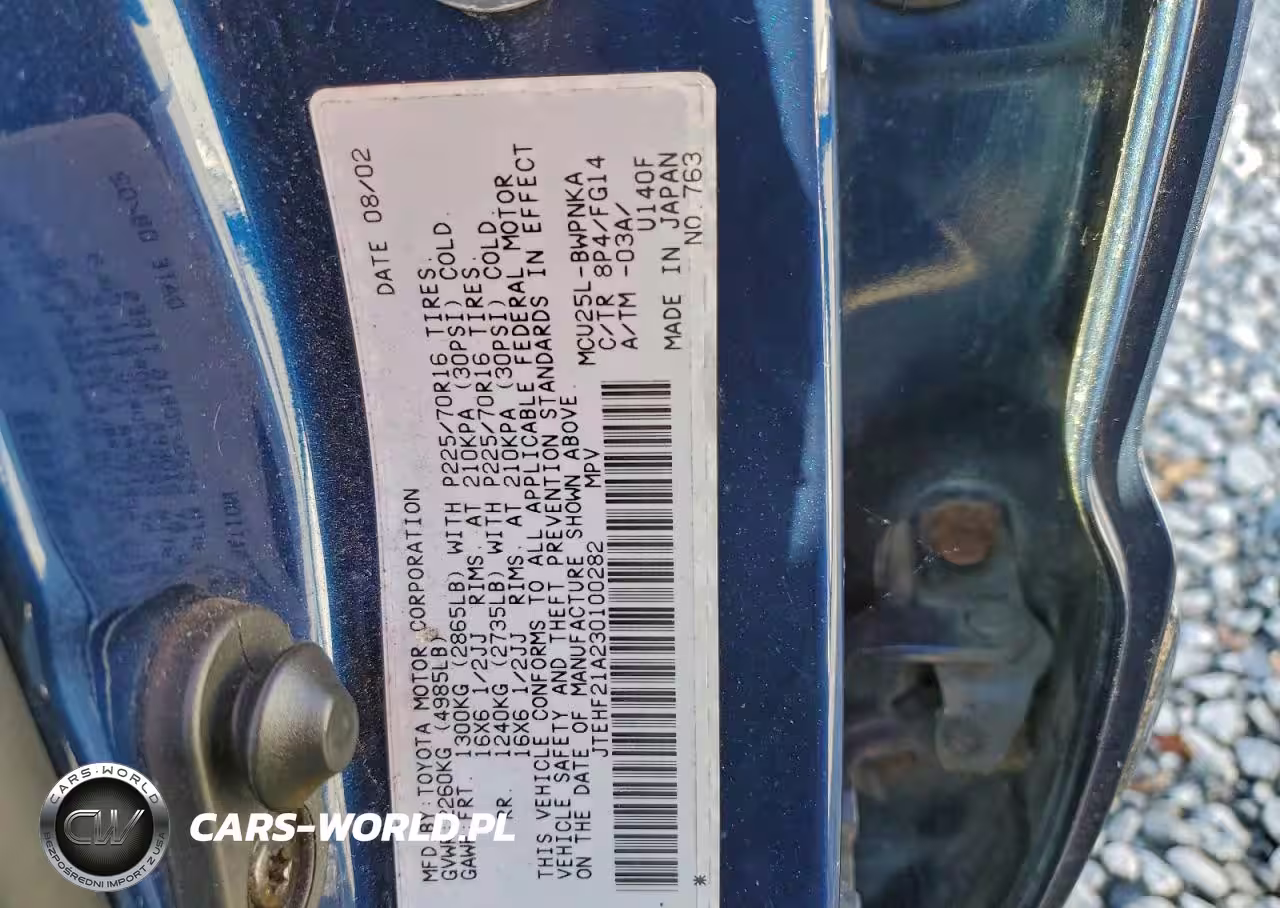 MFD BY: TOYOTA MOTOR CORPORATION DATE 08/02
GVWR 2260KG (4985LB)
GAWR FRT. 1300KG (2865LB) WITH P225/70R16 TIRES.
16X6 1/2JJ RIMS. AT 210KPA (30PSI) COLD.
RR. 1240KG (2735LB) WITH P225/70R16 TIRES.
16X6 1/2JJ RIMS. AT 210KPA (30PSI) COLD.
THIS VEHICLE CONFORMS TO ALL APPLICABLE FEDERAL MOTOR
VEHICLE SAFETY AND THEFT PREVENTION STANDARDS IN EFFECT
ON THE DATE OF MANUFACTURE SHOWN ABOVE.
JTEHF21A230100282 MPV
MCU25L-BWPNKA
C/TR 8P4/FG14
A/TM -03A/ U140F
MADE IN JAPAN
* NO.763
CARS-WORLD
CW
BEZPOŚREDNI IMPORT Z USA
CARS-WORLD.PL